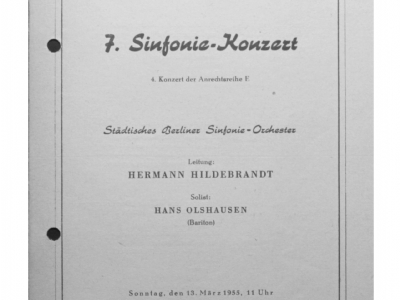 7. Sinfonie-Konzert
4. Konzert der Anrechtsreihe E
Städtisches Berliner Sinfonie-Orchester
Leitung:
HERMANN HILDEBRANDT
Solist:
HANS OLSHAUSEN
(Bariton)
Sonntag, den 13. März 1955, 11 Uhr